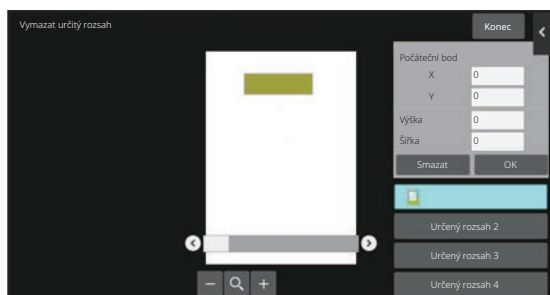 Vymazat určitý rozsah
Konec
Počáteční bod
X 0
Y 0
Výška 0
Šířka 0
Smazat OK
Určený rozsah 2
Určený rozsah 3
Určený rozsah 4